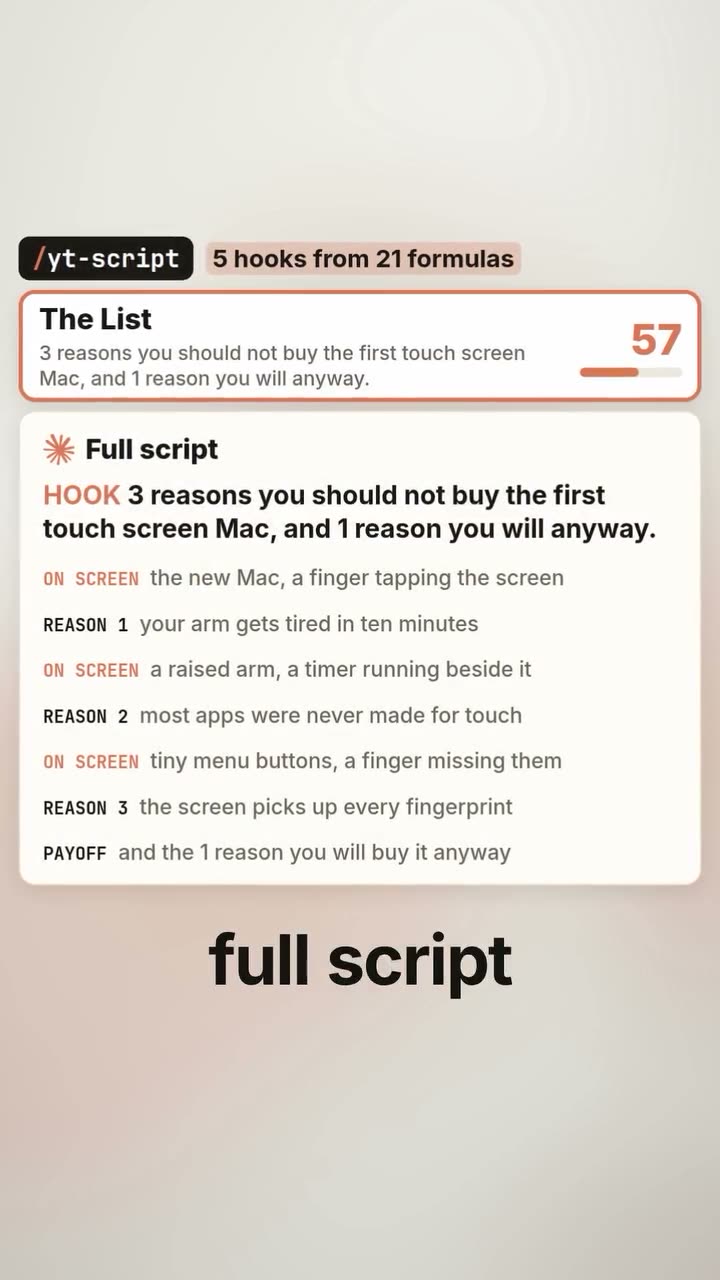 /yt-script 5 hooks from 21 formulas
The List
3 reasons you should not buy the first touch screen
Mac, and 1 reason you will anyway.
57
Full script
HOOK 3 reasons you should not buy the first
touch screen Mac, and 1 reason you will anyway.
ON SCREEN the new Mac, a finger tapping the screen
REASON 1 your arm gets tired in ten minutes
ON SCREEN a raised arm, a timer running beside it
REASON 2 most apps were never made for touch
ON SCREEN tiny menu buttons, a finger missing them
REASON 3 the screen picks up every fingerprint
PAYOFF and the 1 reason you will buy it anyway
full script